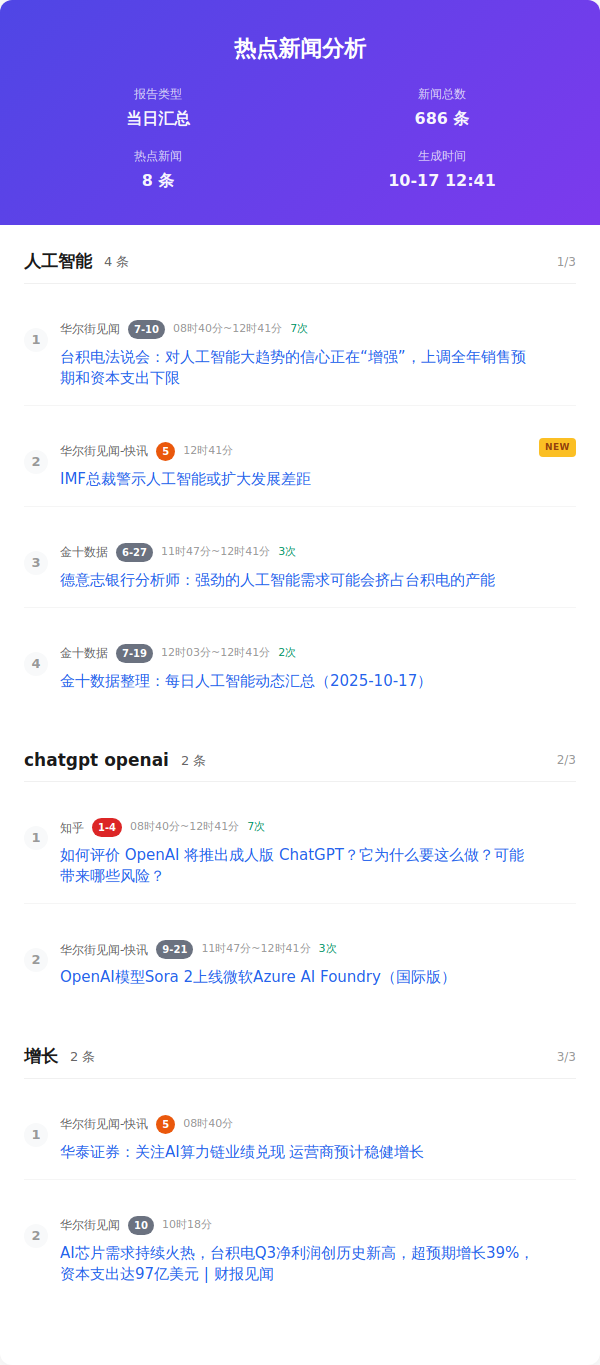 热点新闻分析
报告类型
当日汇总
新闻总数
686 条
热点新闻
8 条
生成时间
10-17 12:41
人工智能 4 条 1/3
1 华尔街见闻 7-10 08时40分~12时41分 7次
台积电法说会：对人工智能大趋势的信心正在“增强”，上调全年销售预
期和资本支出下限
2 华尔街见闻-快讯 5 12时41分 NEW
IMF总裁警示人工智能或扩大发展差距
3 金十数据 6-27 11时47分~12时41分 3次
德意志银行分析师：强劲的人工智能需求可能会挤占台积电的产能
4 金十数据 7-19 12时03分~12时41分 2次
金十数据整理：每日人工智能动态汇总（2025-10-17）
chatgpt openai 2 条 2/3
1 知乎 1-4 08时40分~12时41分 7次
如何评价 OpenAI 将推出成人版 ChatGPT？它为什么要这么做？可能
带来哪些风险？
2 华尔街见闻-快讯 9-21 11时47分~12时41分 3次
OpenAI模型Sora 2上线微软Azure AI Foundry（国际版）
增长 2 条 3/3
1 华尔街见闻-快讯 5 08时40分
华泰证券：关注AI算力链业绩兑现 运营商预计稳健增长
2 华尔街见闻 10 10时18分
AI芯片需求持续火热，台积电Q3净利润创历史新高，超预期增长39%，
资本支出达97亿美元 | 财报见闻